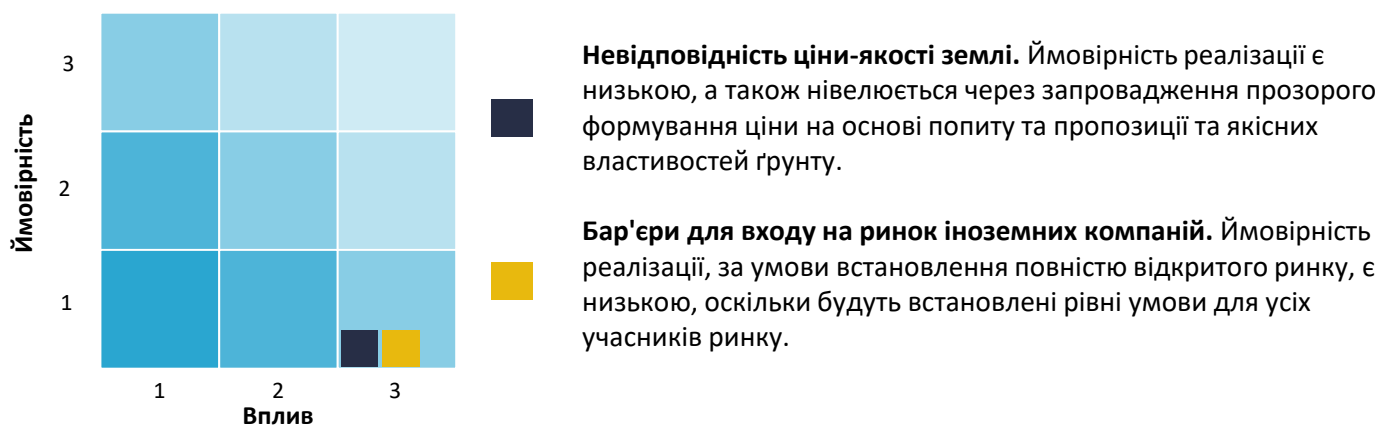 3
2
1
Ймовірність
1 2 3
Вплив
Невідповідність ціни-якості землі. Ймовірність реалізації є
низькою, а також нівелюється через запровадження прозорого
формування ціни на основі попиту та пропозиції та якісних
властивостей ґрунту.
Бар'єри для входу на ринок іноземних компаній. Ймовірність
реалізації, за умови встановлення повністю відкритого ринку, є
низькою, оскільки будуть встановлені рівні умови для усіх
учасників ринку.